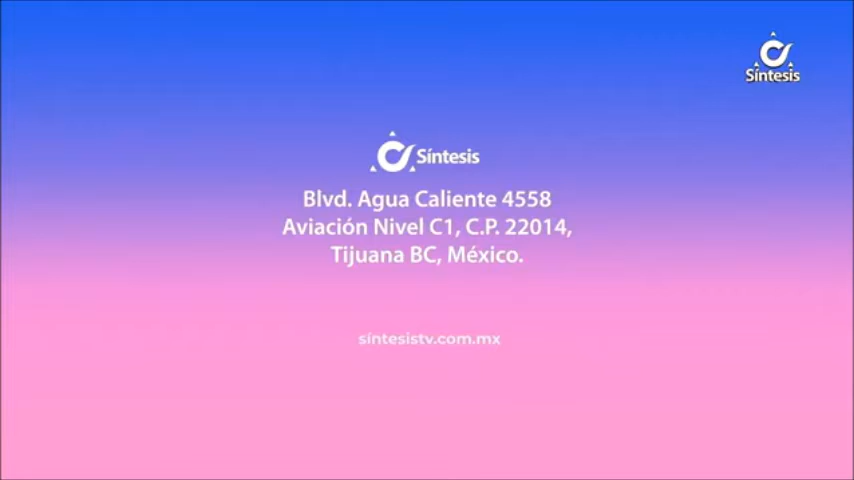 Síntesis
Síntesis
Blvd. Agua Caliente 4558
Aviación Nivel C1, C.P. 22014,
Tijuana BC, México.
síntesistv.com.mx